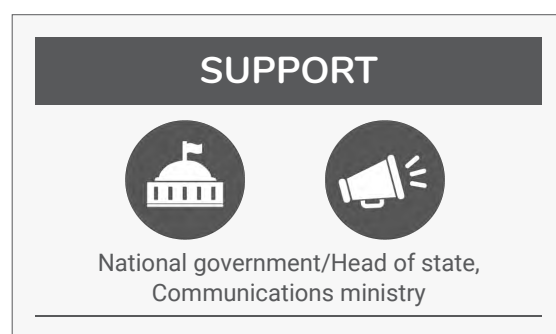 SUPPORT
National government/Head of state,
Communications ministry